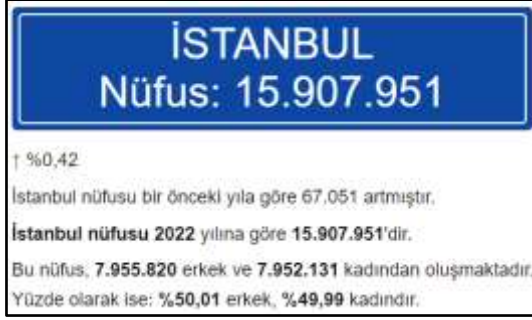 İSTANBUL
Nüfus: 15.907.951
↑ %0,42
İstanbul nüfusu bir önceki yıla göre 67.051 artmıştır.
İstanbul nüfusu 2022 yılına göre 15.907.951'dir.
Bu nüfus, 7.955.820 erkek ve 7.952.131 kadından oluşmaktadır.
Yüzde olarak ise: %50,01 erkek, %49,99 kadındır.